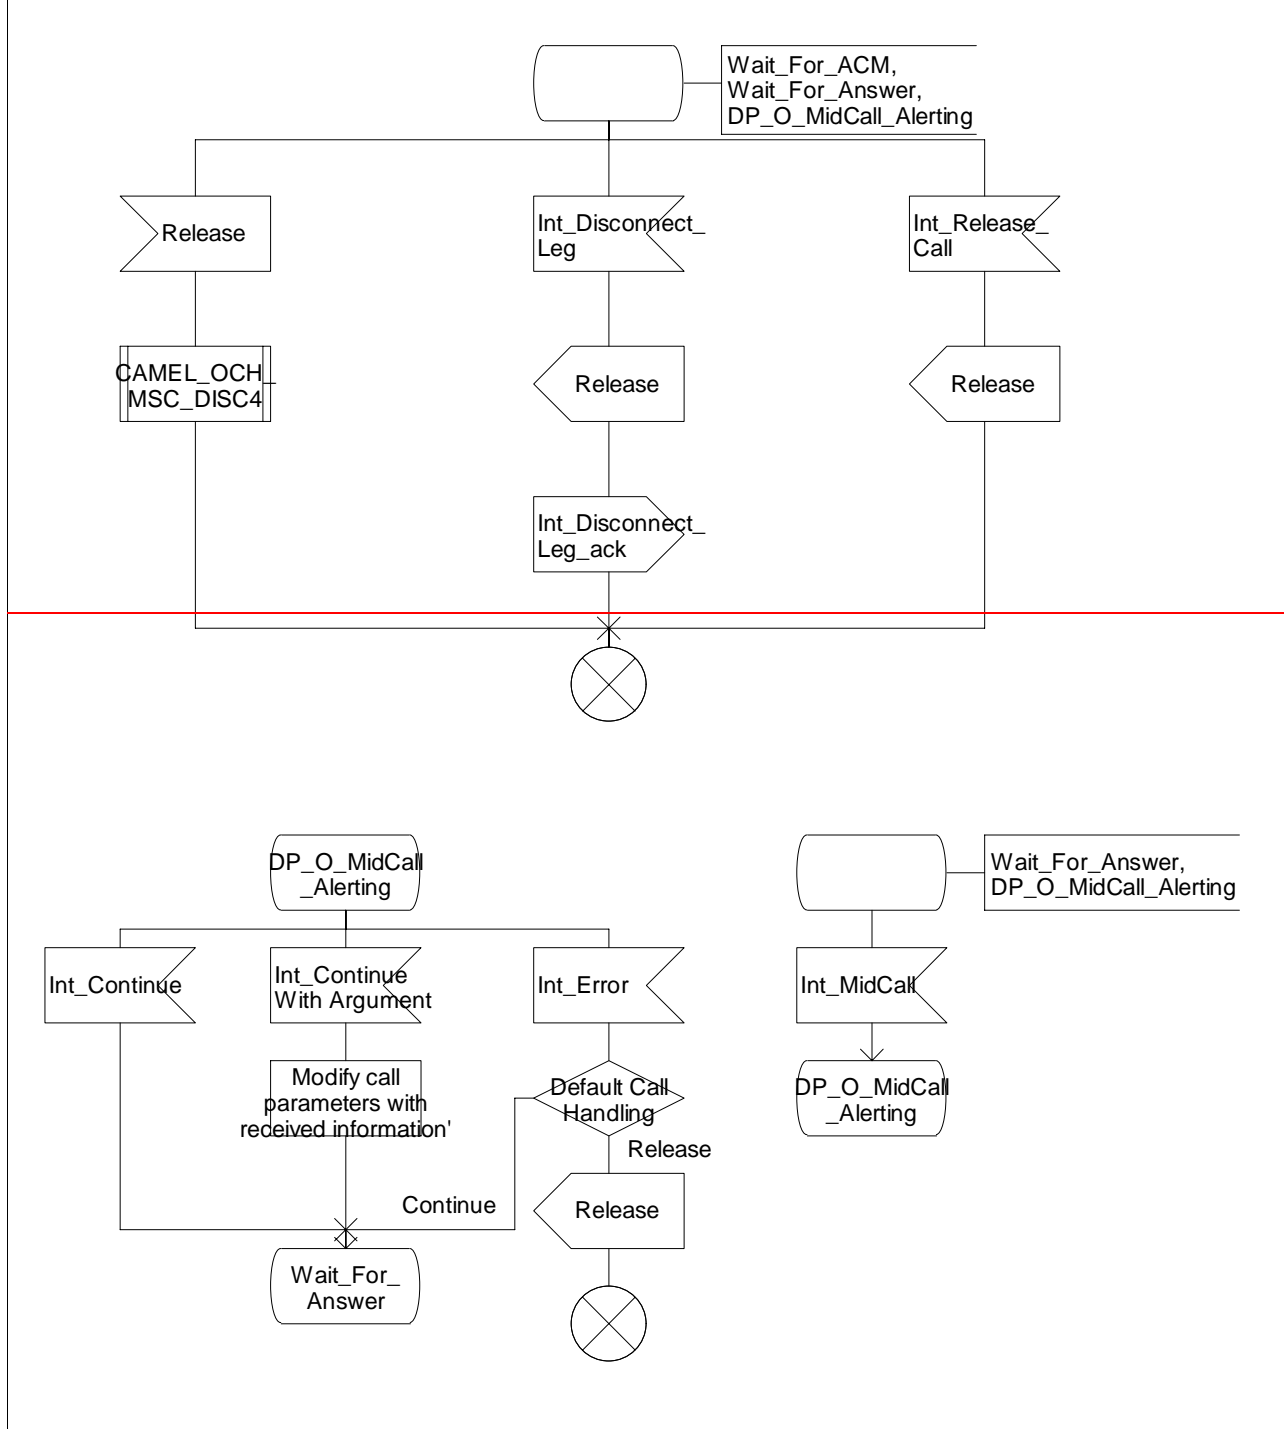 Wait_For_ACM,
Wait_For_Answer,
DP_O_MidCall_Alerting
Release
Int_Disconnect_
Leg
Int_Release_
Call
CAMEL_OCH_
MSC_DISC4
Release
Release
Int_Disconnect_
Leg_ack
DP_O_MidCall
_Alerting
Wait_For_Answer,
DP_O_MidCall_Alerting
Int_Continue
Int_Continue
With Argument
Int_Error
Int_MidCall
Modify call
parameters with
received information'
Default Call
Handling
DP_O_MidCall
_Alerting
Release
Continue
Release
Wait_For_
Answer